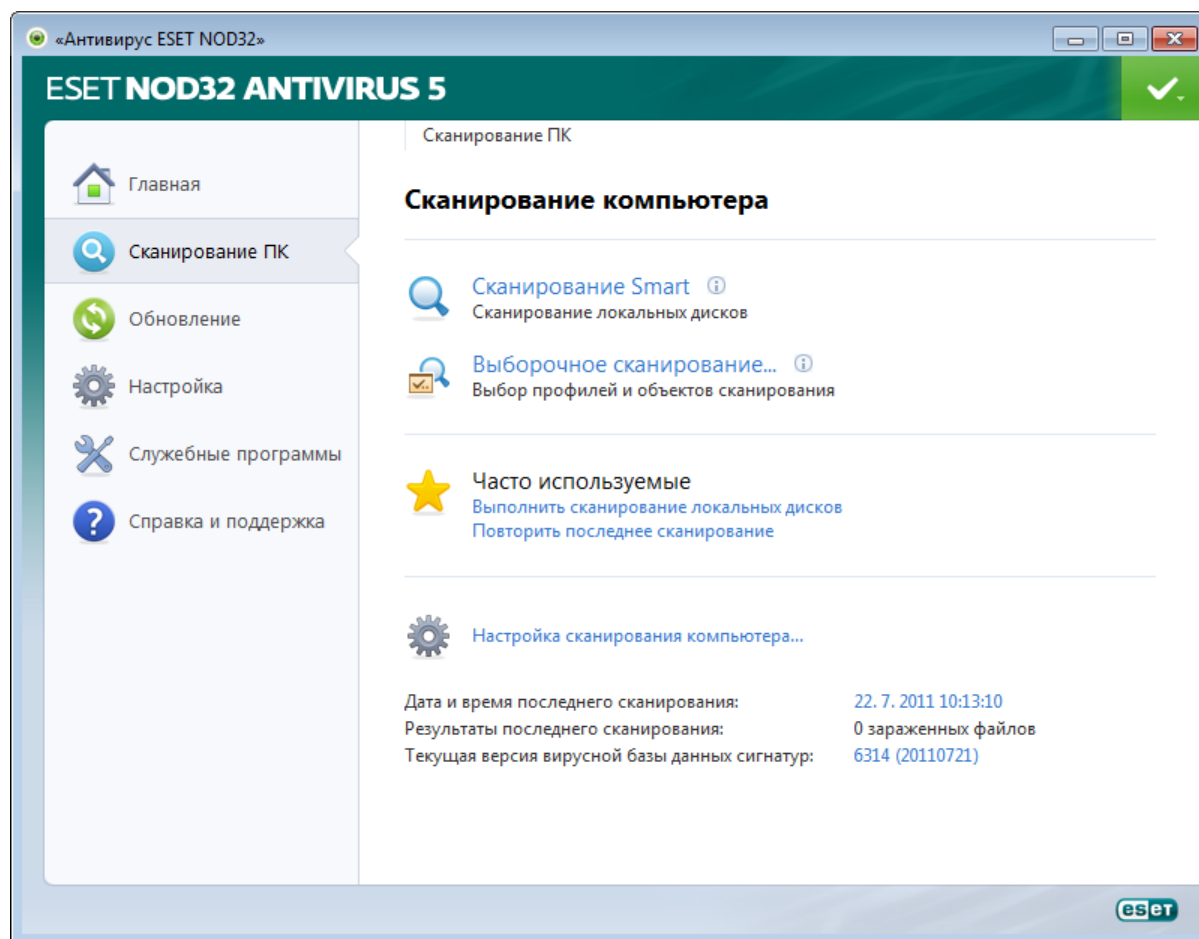 «Антивирус ESET NOD32»
ESET NOD32 ANTIVIRUS 5
Главная
Сканирование ПК
Обновление
Настройка
Служебные программы
Справка и поддержка
Сканирование ПК
Сканирование компьютера
Сканирование Smart
Сканирование локальных дисков
Выборочное сканирование...
Выбор профилей и объектов сканирования
Часто используемые
Выполнить сканирование локальных дисков
Повторить последнее сканирование
Настройка сканирования компьютера...
Дата и время последнего сканирования: 22. 7. 2011 10:13:10
Результаты последнего сканирования: 0 зараженных файлов
Текущая версия вирусной базы данных сигнатур: 6314 (20110721)
eseT